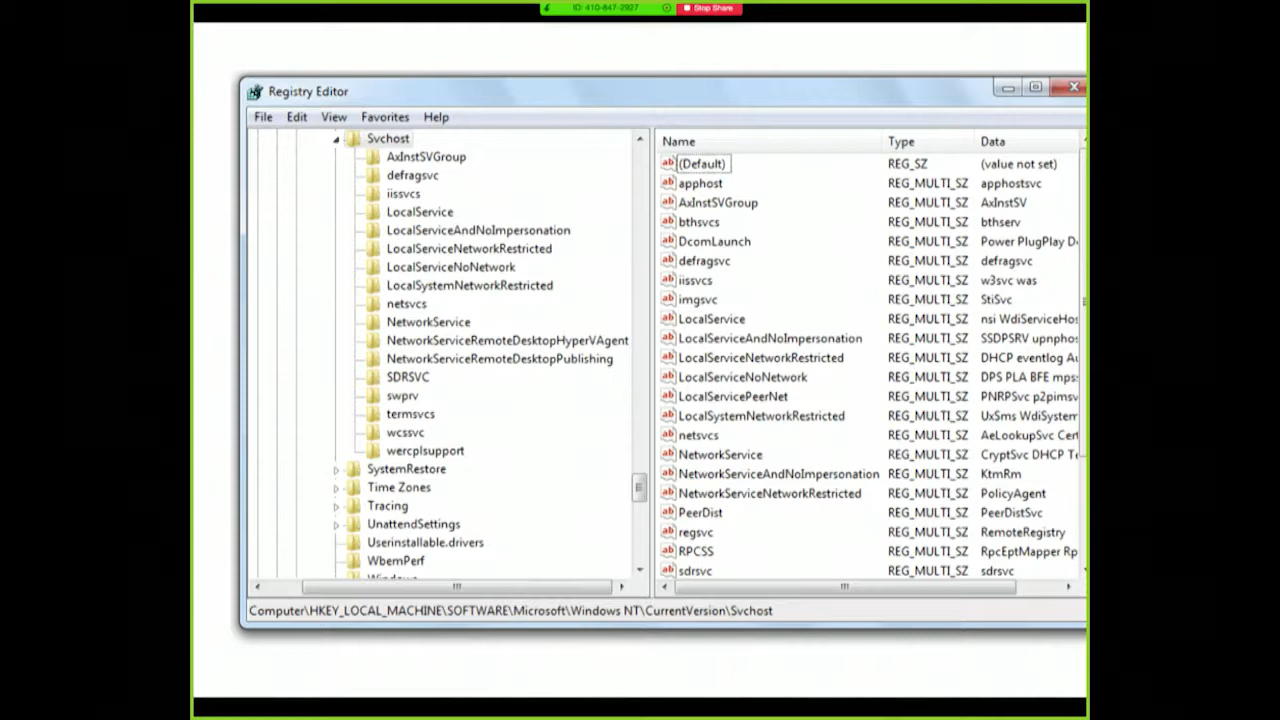 ID: 410-847-2927
Stop Share
Registry Editor
File Edit View Favorites Help
Svchost
AxInstSVGroup
defragsvc
iissvcs
LocalService
LocalServiceAndNoImpersonation
LocalServiceNetworkRestricted
LocalServiceNoNetwork
LocalSystemNetworkRestricted
netsvcs
NetworkService
NetworkServiceRemoteDesktopHyperVAgent
NetworkServiceRemoteDesktopPublishing
SDRSVC
swprv
termsvcs
wcssvc
wercplsupport
SystemRestore
Time Zones
Tracing
UnattendSettings
Userinstallable.drivers
WbemPerf
Name Type Data
(Default) REG_SZ (value not set)
apphost REG_MULTI_SZ apphostsvc
AxInstSVGroup REG_MULTI_SZ AxInstSV
bthsvcs REG_MULTI_SZ bthserv
DcomLaunch REG_MULTI_SZ Power PlugPlay D
defragsvc REG_MULTI_SZ defragsvc
iissvcs REG_MULTI_SZ w3svc was
imgsvc REG_MULTI_SZ StiSvc
LocalService REG_MULTI_SZ nsi WdiServiceHos
LocalServiceAndNoImpersonation REG_MULTI_SZ SSDPSRV upnphos
LocalServiceNetworkRestricted REG_MULTI_SZ DHCP eventlog Au
LocalServiceNoNetwork REG_MULTI_SZ DPS PLA BFE mps
LocalServicePeerNet REG_MULTI_SZ PNRPSvc p2pimsv
LocalSystemNetworkRestricted REG_MULTI_SZ UxSms WdiSystem
netsvcs REG_MULTI_SZ AeLookupSvc Cert
NetworkService REG_MULTI_SZ CryptSvc DHCP Te
NetworkServiceAndNoImpersonation REG_MULTI_SZ KtmRm
NetworkServiceNetworkRestricted REG_MULTI_SZ PolicyAgent
PeerDist REG_MULTI_SZ PeerDistSvc
regsvc REG_MULTI_SZ RemoteRegistry
RPCSS REG_MULTI_SZ RpcEptMapper Rp
sdrsvc REG_MULTI_SZ sdrsvc
Computer\HKEY_LOCAL_MACHINE\SOFTWARE\Microsoft\Windows NT\CurrentVersion\Svchost